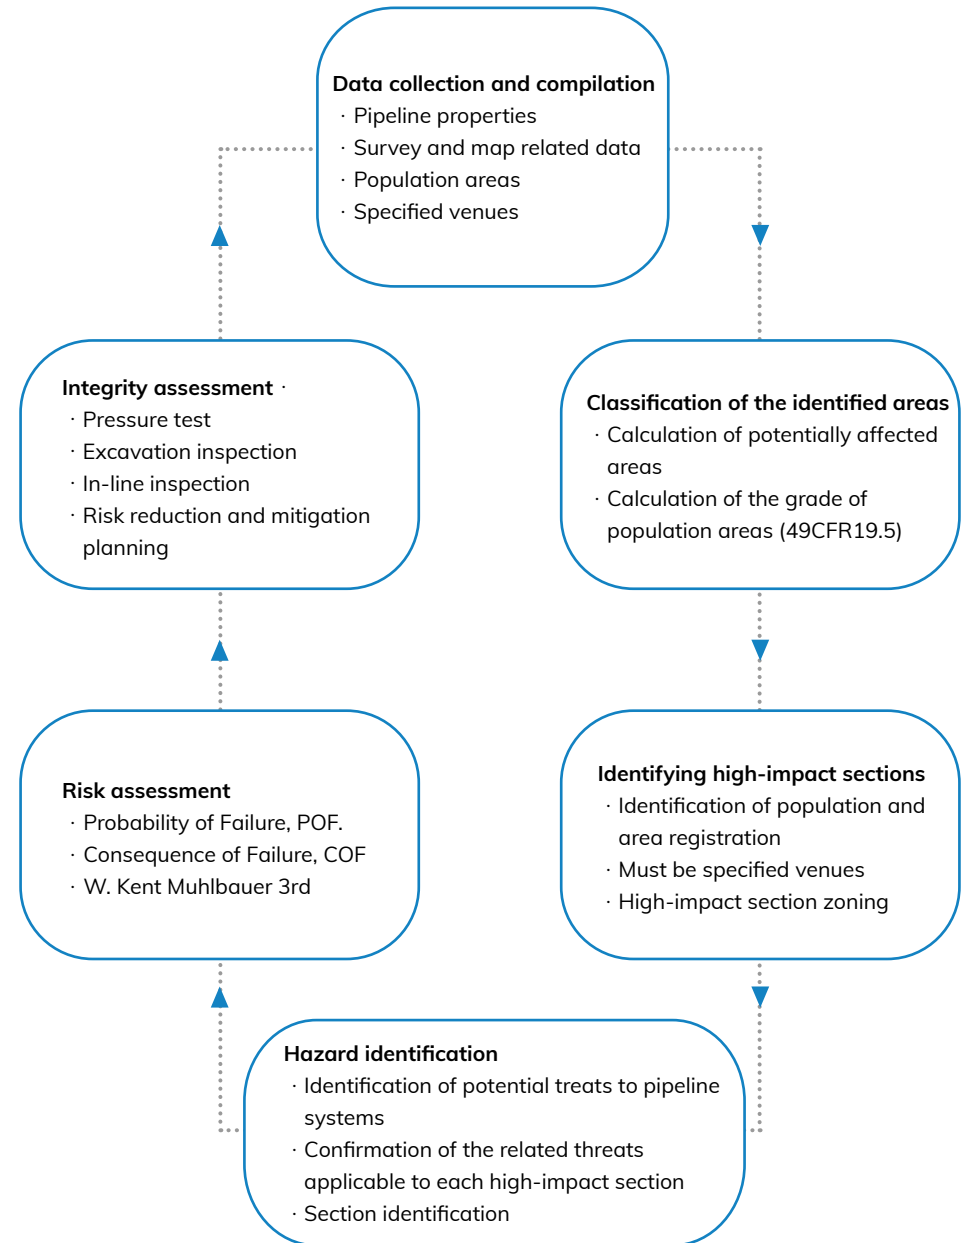 Data collection and compilation
· Pipeline properties
· Survey and map related data
· Population areas
· Specified venues
Classification of the identified areas
· Calculation of potentially affected
areas
· Calculation of the grade of
population areas (49CFR19.5)
Identifying high-impact sections
· Identification of population and
area registration
· Must be specified venues
· High-impact section zoning
Hazard identification
· Identification of potential treats to pipeline
systems
· Confirmation of the related threats
applicable to each high-impact section
· Section identification
Risk assessment
· Probability of Failure, POF.
· Consequence of Failure, COF
· W. Kent Muhlbauer 3rd
Integrity assessment ·
· Pressure test
· Excavation inspection
· In-line inspection
· Risk reduction and mitigation
planning